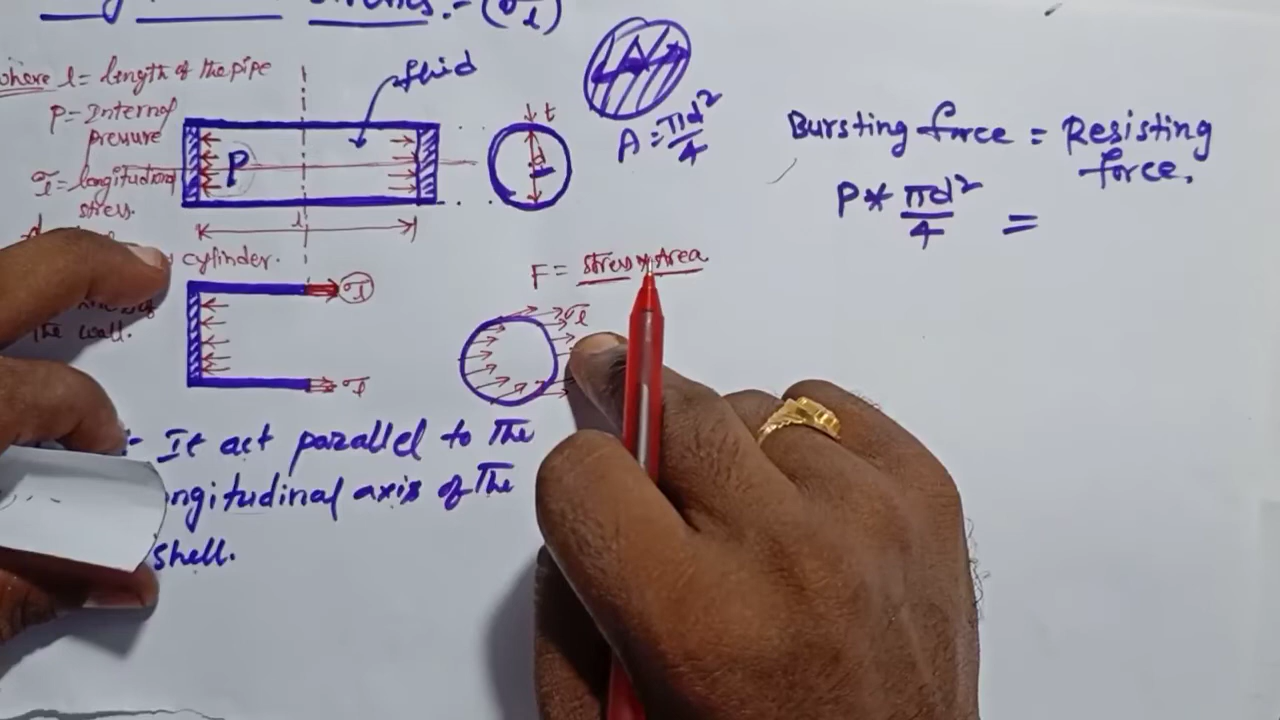 where l = length of the pipe
P = Internal
pressure
σl = longitudinal
stress.
cylinder.
the wall.
fluid
P
l
t
d
A = πd²/4
σl
σl
F = stress * Area
σl
It act parallel to the
longitudinal axis of the
shell.
Bursting force = Resisting
force.
P * πd²/4 =